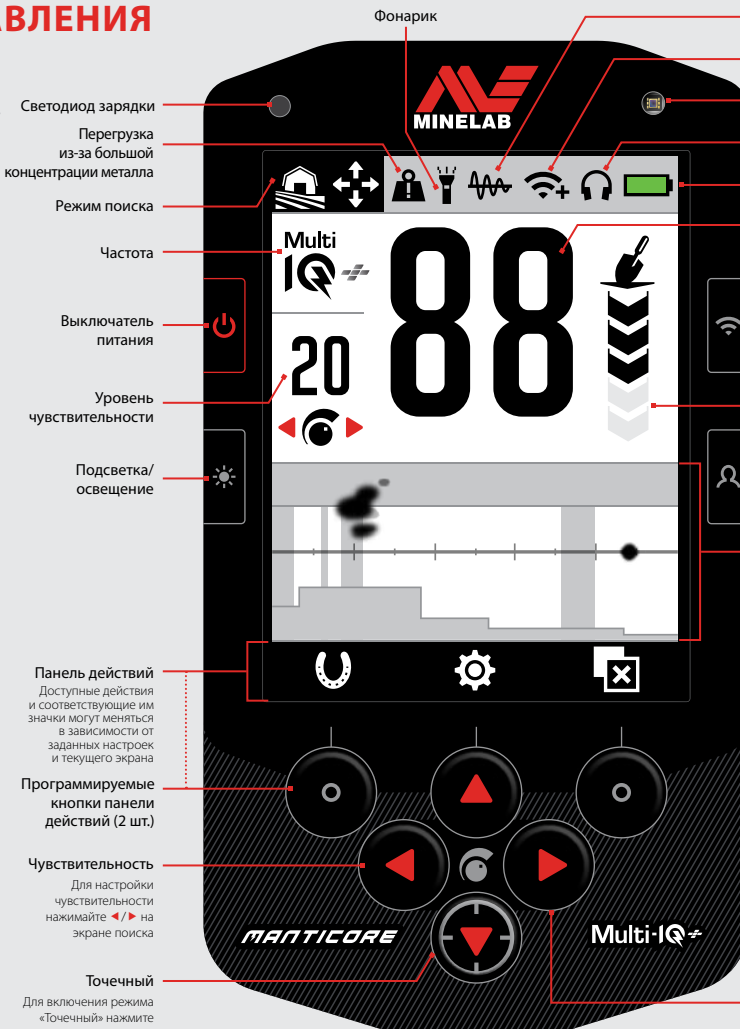 АВЛЕНИЯ
Фонарик
Светодиод зарядки
Перегрузка
из-за большой
концентрации металла
Режим поиска
Частота
Выключатель
питания
Уровень
чувствительности
Подсветка/
освещение
Панель действий
Доступные действия
и соответствующие им
значки могут меняться
в зависимости от
заданных настроек
и текущего экрана
Программируемые
кнопки панели
действий (2 шт.)
Чувствительность
Для настройки
чувствительности
нажимайте ◄/► на
экране поиска
Точечный
Для включения режима
«Точечный» нажмите
MINELAB
Multi
IQ
88
20
MANTICORE
Multi-IQ+